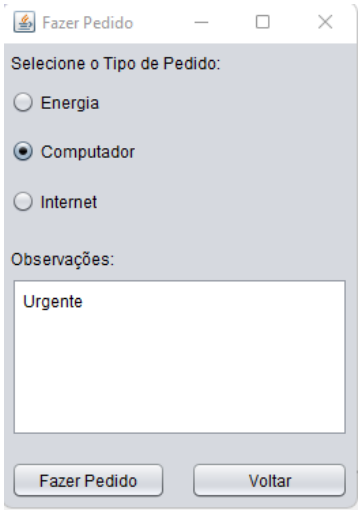 Fazer Pedido
Selecione o Tipo de Pedido:
Energia
Computador
Internet
Observações:
Urgente
Fazer Pedido Voltar